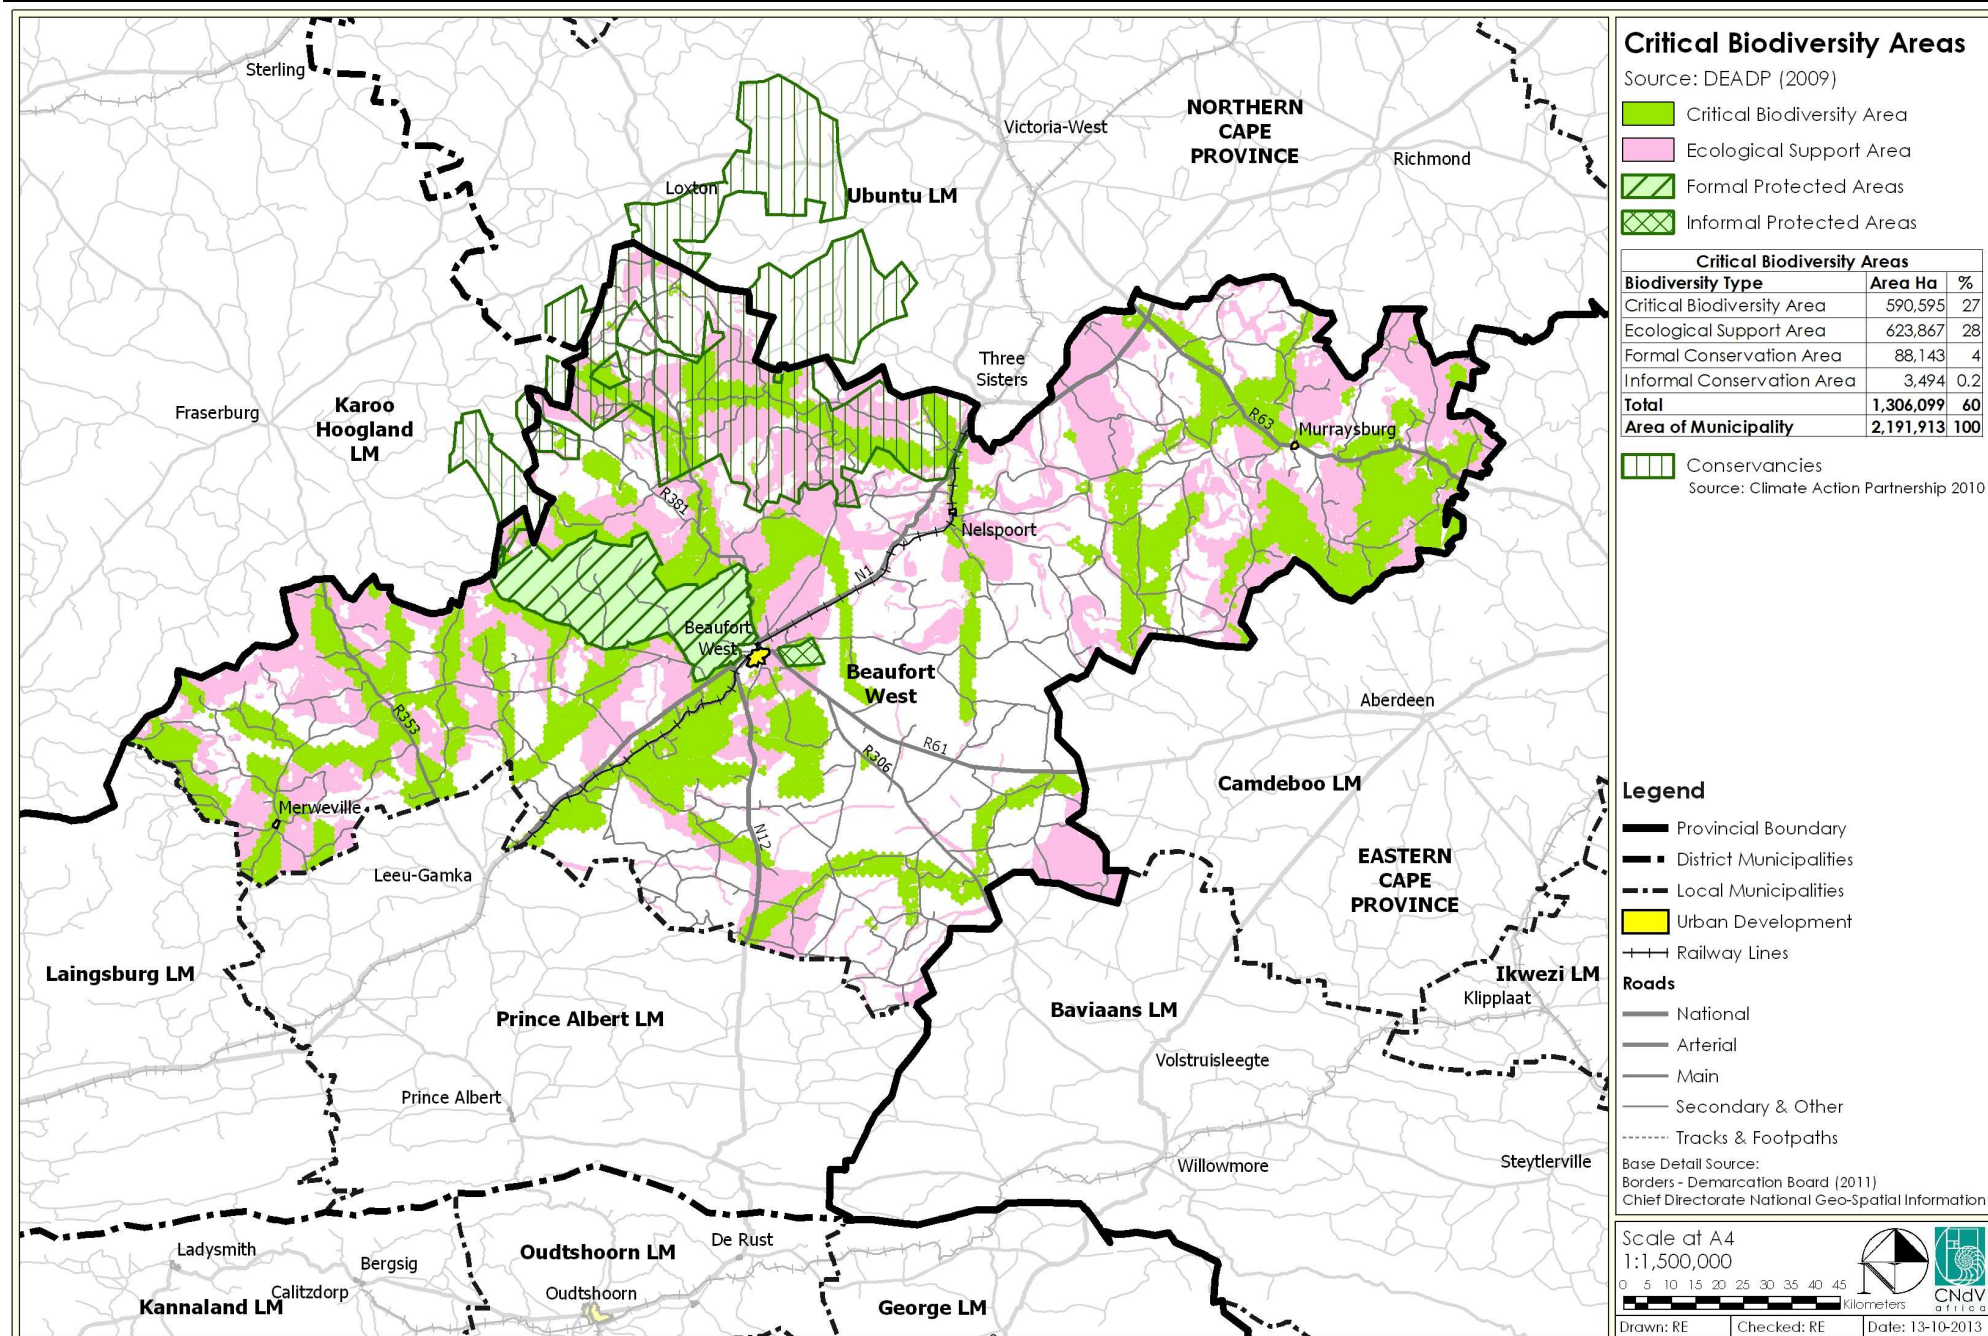 Sterling
Victoria-West
NORTHERN
CAPE
PROVINCE
Richmond
Loxton
Ubuntu LM
Three
Sisters
Fraserburg
Karoo
Hoogland
LM
R63
Murraysburg
R381
Nelspoort
N1
Beaufort
West
Beaufort
West
Aberdeen
R353
R61
R306
Camdeboo LM
Merweville
N12
Leeu-Gamka
EASTERN
CAPE
PROVINCE
Laingsburg LM
Ikwezi LM
Klipplaat
Prince Albert LM
Baviaans LM
Volstruisleegte
Prince Albert
Willowmore
Steytlerville
Ladysmith
Bergsig
Oudtshoorn LM
De Rust
Calitzdorp
Oudtshoorn
Kannaland LM
George LM
Critical Biodiversity Areas
Source: DEADP (2009)
Critical Biodiversity Area
Ecological Support Area
Formal Protected Areas
Informal Protected Areas
Critical Biodiversity Areas
Biodiversity Type Area Ha %
Critical Biodiversity Area 590,595 27
Ecological Support Area 623,867 28
Formal Conservation Area 88,143 4
Informal Conservation Area 3,494 0.2
Total 1,306,099 60
Area of Municipality 2,191,913 100
Conservancies
Source: Climate Action Partnership 2010
Legend
Provincial Boundary
District Municipalities
Local Municipalities
Urban Development
Railway Lines
Roads
National
Arterial
Main
Secondary & Other
Tracks & Footpaths
Base Detail Source:
Borders - Demarcation Board (2011)
Chief Directorate National Geo-Spatial Information
Scale at A4
1:1,500,000
0 5 10 15 20 25 30 35 40 45
Kilometers
CNdV
africa
Drawn: RE Checked: RE Date: 13-10-2013